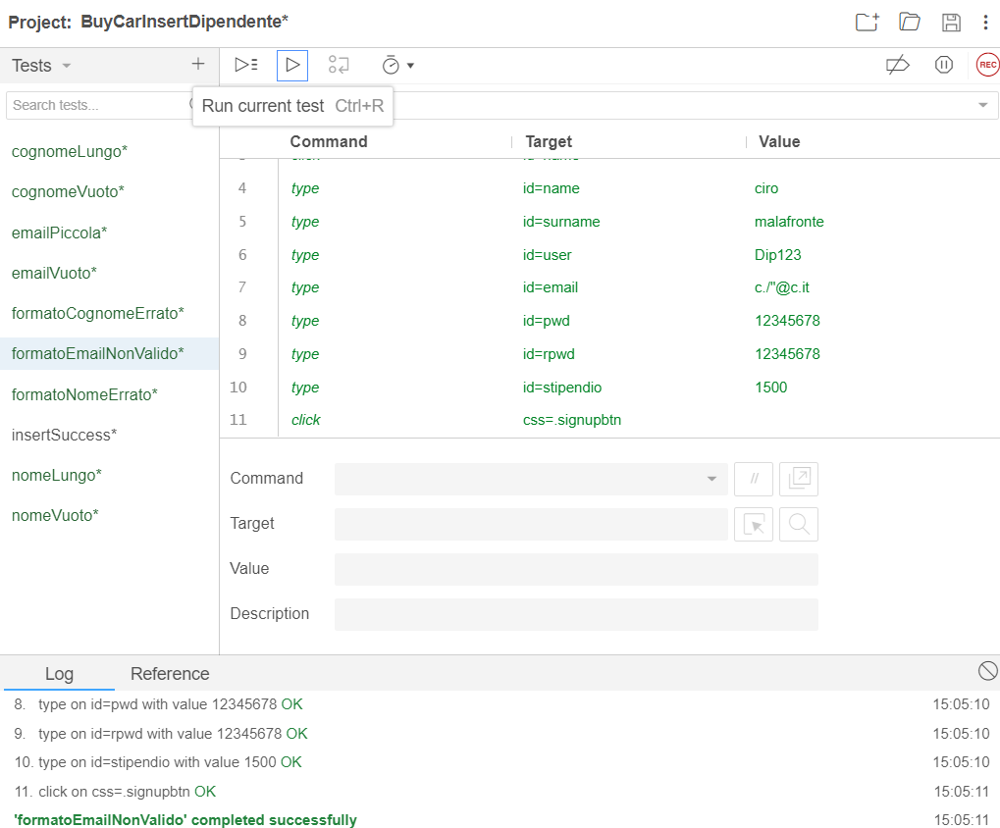 Project: BuyCarInsertDipendente*
Tests
REC
Search tests...
Run current test Ctrl+R
Command Target Value
cognomeLungo*
cognomeVuoto*
emailPiccola*
emailVuoto*
formatoCognomeErrato*
formatoEmailNonValido*
formatoNomeErrato*
insertSuccess*
nomeLungo*
nomeVuoto*
4 type id=name ciro
5 type id=surname malafronte
6 type id=user Dip123
7 type id=email c./"@c.it
8 type id=pwd 12345678
9 type id=rpwd 12345678
10 type id=stipendio 1500
11 click css=.signupbtn
Command //
Target
Value
Description
Log Reference
8. type on id=pwd with value 12345678 OK 15:05:10
9. type on id=rpwd with value 12345678 OK 15:05:10
10. type on id=stipendio with value 1500 OK 15:05:10
11. click on css=.signupbtn OK 15:05:11
'formatoEmailNonValido' completed successfully 15:05:11